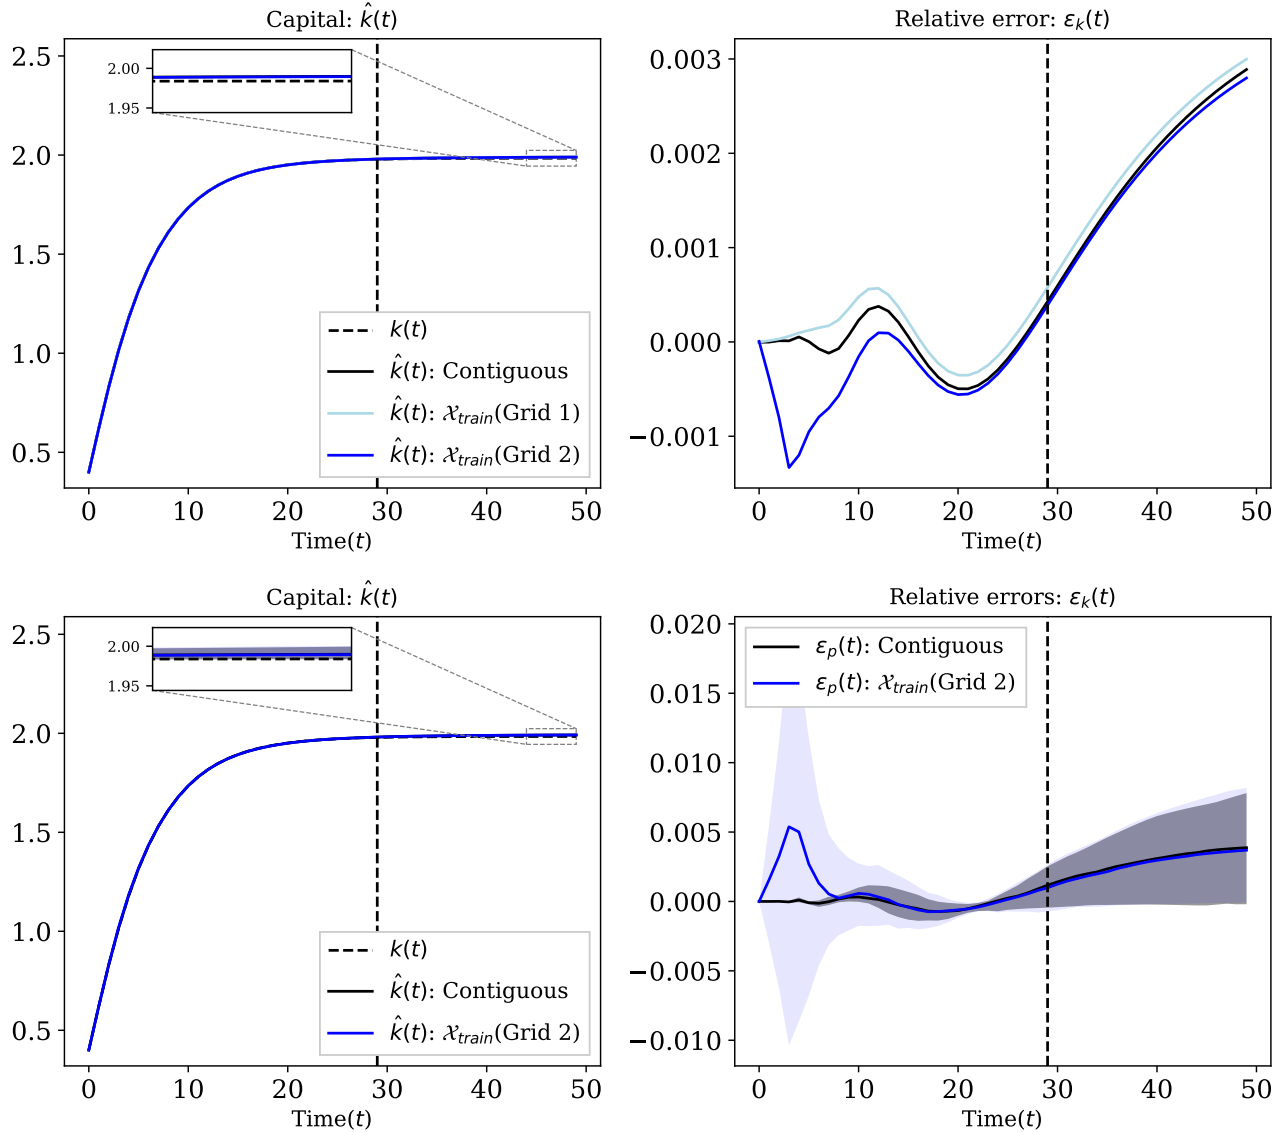 Capital: k̂(t)
2.5
2.0
1.5
1.0
0.5
2.00
1.95
k(t)
k̂(t): Contiguous
k̂(t): 𝒳train(Grid 1)
k̂(t): 𝒳train(Grid 2)
0 10 20 30 40 50
Time(t)
Relative error: εk(t)
0.003
0.002
0.001
0.000
−0.001
0 10 20 30 40 50
Time(t)
Capital: k̂(t)
2.5
2.0
1.5
1.0
0.5
2.00
1.95
k(t)
k̂(t): Contiguous
k̂(t): 𝒳train(Grid 2)
0 10 20 30 40 50
Time(t)
Relative errors: εk(t)
0.020
0.015
0.010
0.005
0.000
−0.005
−0.010
εp(t): Contiguous
εp(t): 𝒳train(Grid 2)
0 10 20 30 40 50
Time(t)